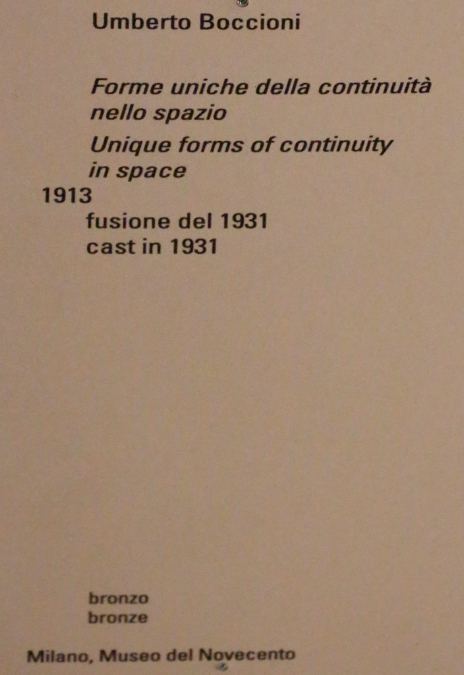 Umberto Boccioni
Forme uniche della continuità
nello spazio
Unique forms of continuity
in space
1913
fusione del 1931
cast in 1931
bronzo
bronze
Milano, Museo del Novecento